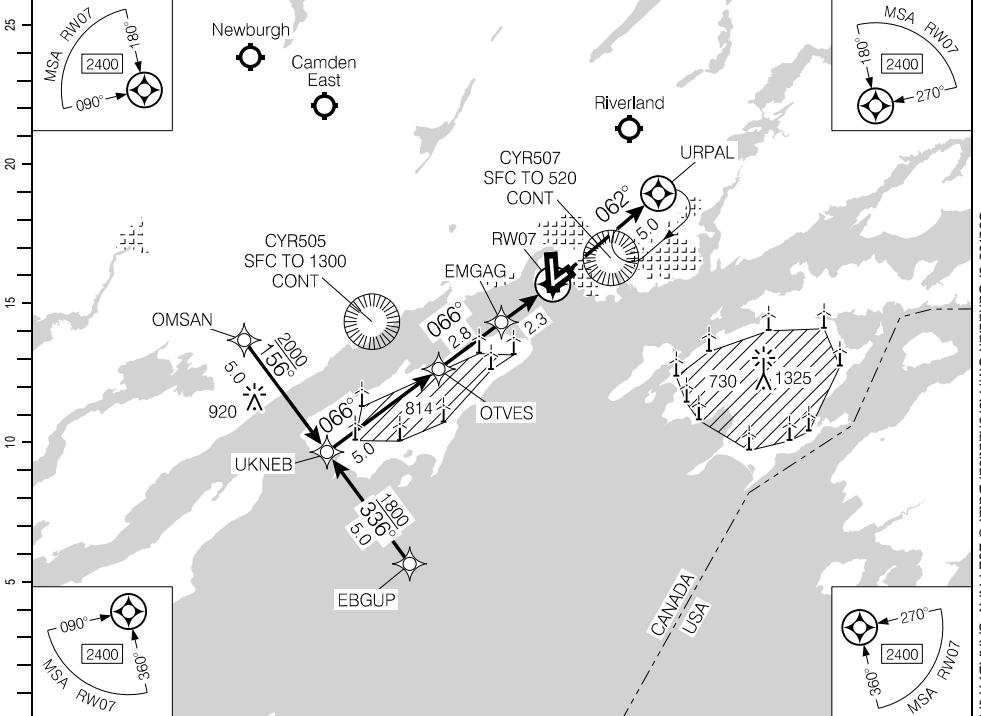 25
MSA RW07
180°
2400
090°
Newburgh
Camden
East
Riverland
MSA RW07
180°
2400
270°
20
CYR507
SFC TO 520
CONT
URPAL
062°
5.0
RW07
CYR505
SFC TO 1300
CONT
EMGAG
15
OMSAN
2000
156°
5.0
066°
2.8
2.3
920
730
1325
814
OTVES
066°
5.0
10
UKNEB
1800
336°
5.0
5
EBGUP
CANADA
USA
090°
2400
360°
MSA RW07
270°
2400
360°
MSA RW07